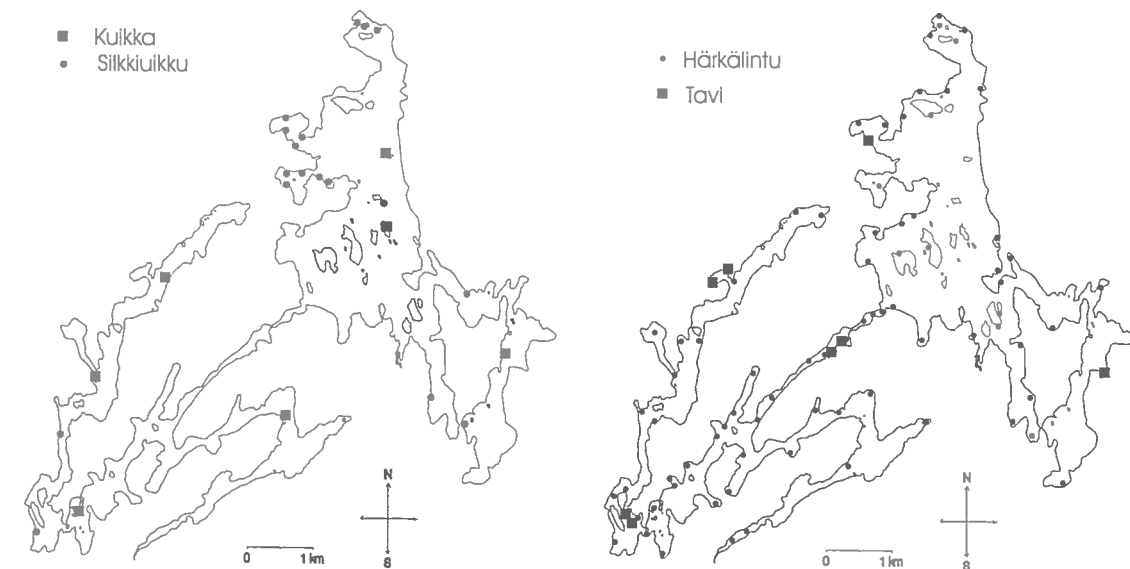 Kuikka
Silkkiuikku
N
S
0 1 km
Härkälintu
Tavi
N
S
0 1 km